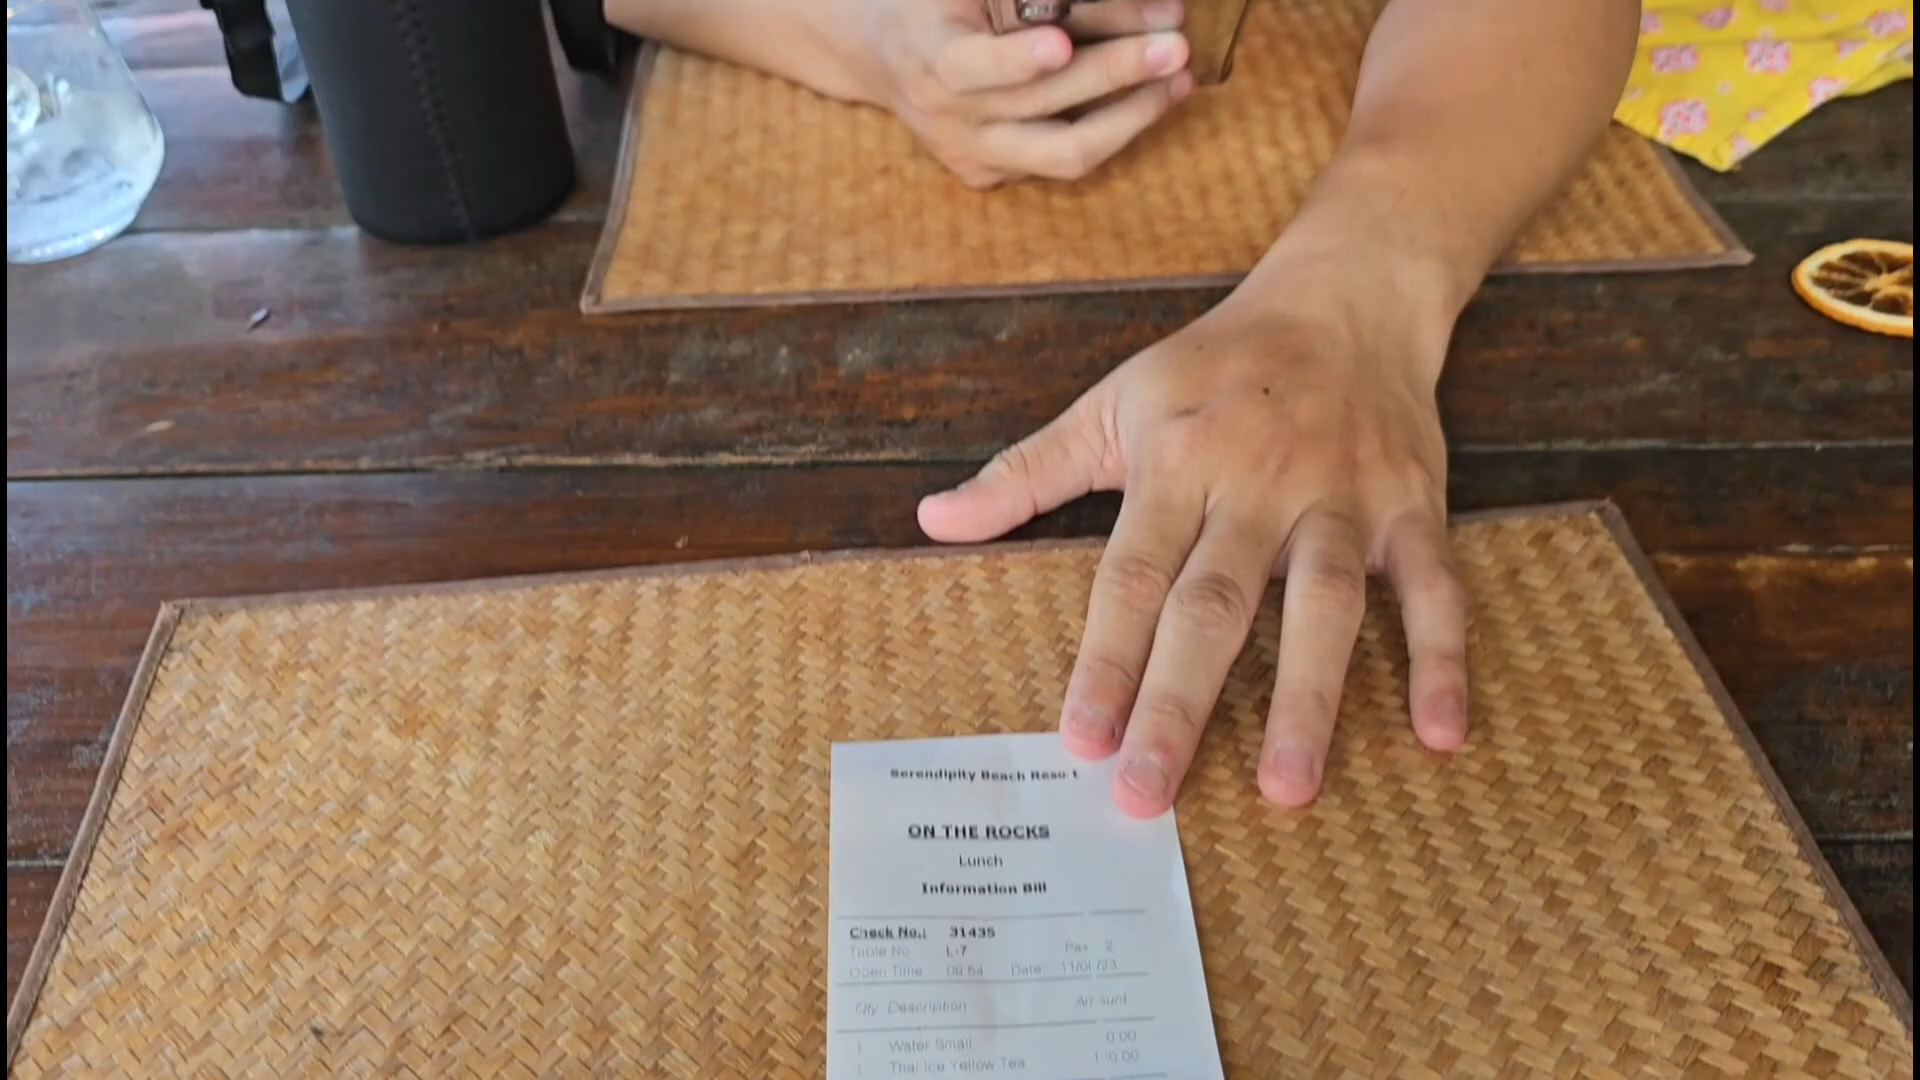 Serendipity Beach Resort
ON THE ROCKS
Lunch
Information Bill
Check No.: 31435
Table No L-7 Pax 2
Open Time Date
Qty Description Amount
1 Water Small 0.00
1 Thai Ice Yellow Tea